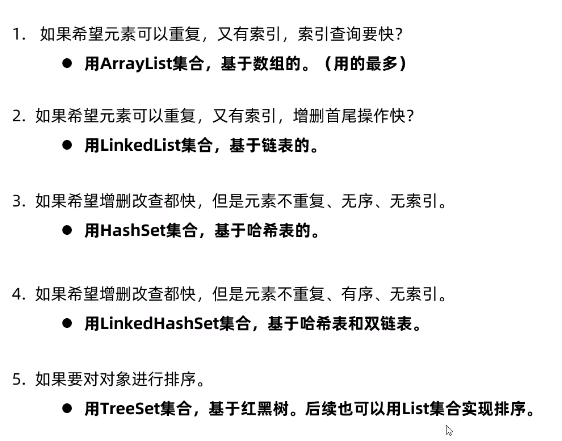 1. 如果希望元素可以重复，又有索引，索引查询要快？
● 用ArrayList集合，基于数组的。（用的最多）
2. 如果希望元素可以重复，又有索引，增删首尾操作快？
● 用LinkedList集合，基于链表的。
3. 如果希望增删改查都快，但是元素不重复、无序、无索引。
● 用HashSet集合，基于哈希表的。
4. 如果希望增删改查都快，但是元素不重复、有序、无索引。
● 用LinkedHashSet集合，基于哈希表和双链表。
5. 如果要对对象进行排序。
● 用TreeSet集合，基于红黑树。后续也可以用List集合实现排序。